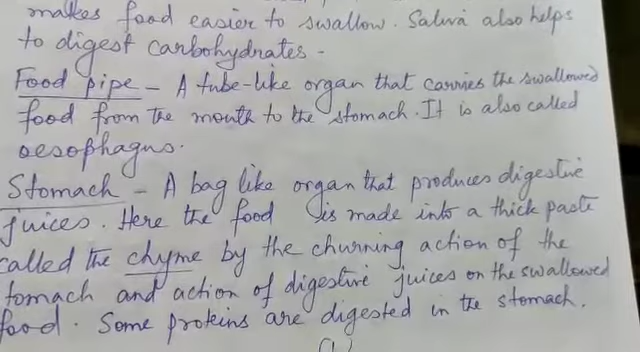 makes food easier to swallow. Saliva also helps
to digest carbohydrates -
Food pipe - A tube-like organ that carries the swallowed
food from the mouth to the stomach. It is also called
oesophagus.
Stomach - A bag like organ that produces digestive
juices. Here the food is made into a thick paste
called the chyme by the churning action of the
tomach and action of digestive juices on the swallowed
food. Some proteins are digested in the stomach.